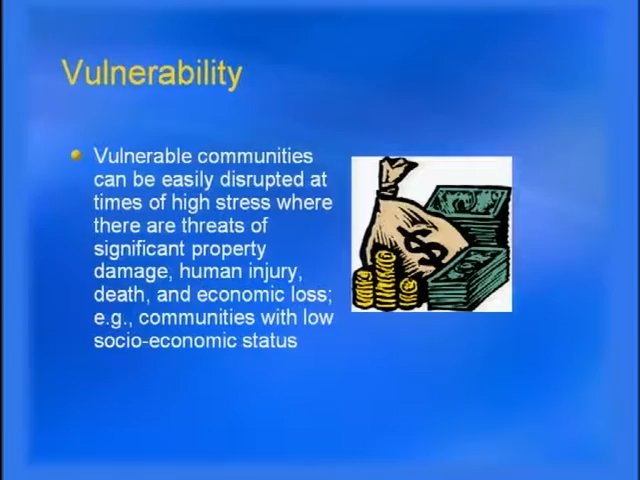 Vulnerability
Vulnerable communities
can be easily disrupted at
times of high stress where
there are threats of
significant property
damage, human injury,
death, and economic loss;
e.g., communities with low
socio-economic status
$